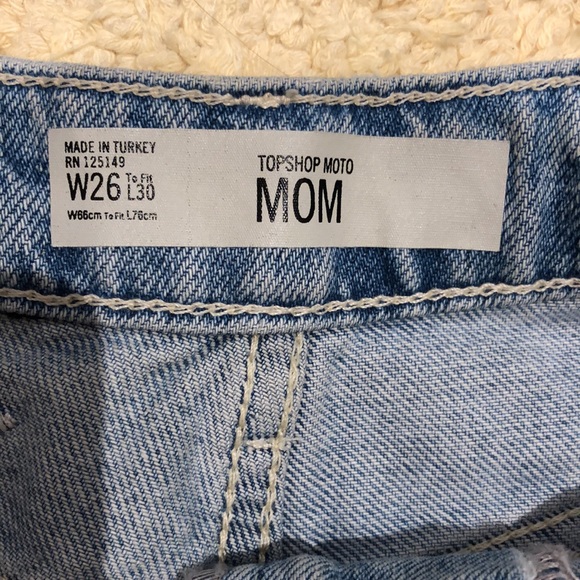 MADE IN TURKEY
RN 125149
W26 To Fit L30
W66cm To Fit L76cm
TOPSHOP MOTO
MOM